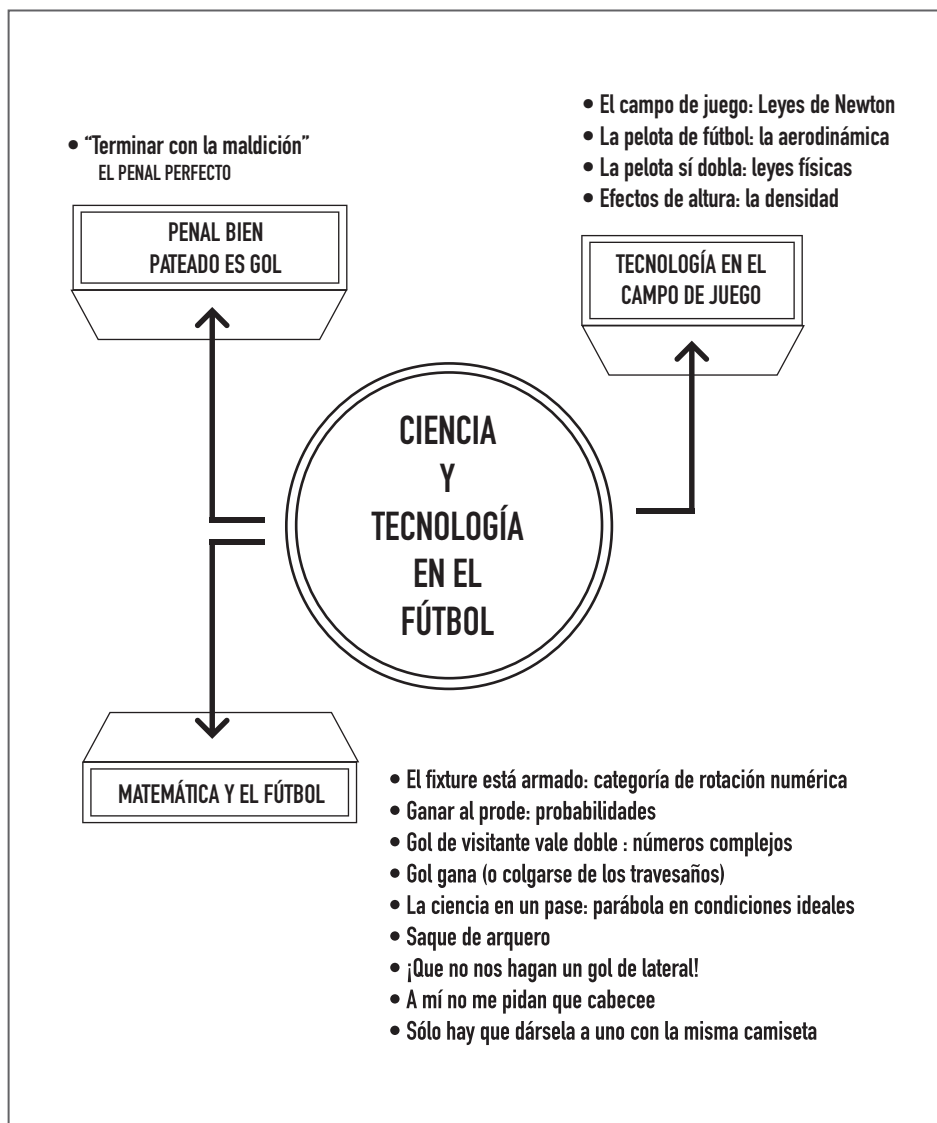 • “Terminar con la maldición”
EL PENAL PERFECTO
PENAL BIEN
PATEADO ES GOL
• El campo de juego: Leyes de Newton
• La pelota de fútbol: la aerodinámica
• La pelota sí dobla: leyes físicas
• Efectos de altura: la densidad
TECNOLOGÍA EN EL
CAMPO DE JUEGO
CIENCIA
Y
TECNOLOGÍA
EN EL
FÚTBOL
MATEMÁTICA Y EL FÚTBOL
• El fixture está armado: categoría de rotación numérica
• Ganar al prode: probabilidades
• Gol de visitante vale doble : números complejos
• Gol gana (o colgarse de los travesaños)
• La ciencia en un pase: parábola en condiciones ideales
• Saque de arquero
• ¡Que no nos hagan un gol de lateral!
• A mí no me pidan que cabecee
• Sólo hay que dársela a uno con la misma camiseta